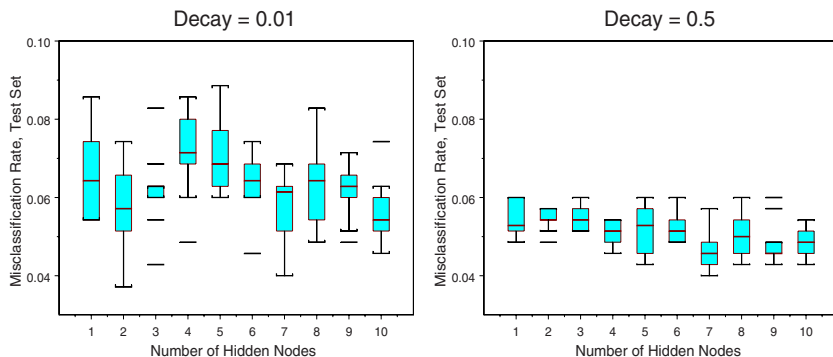 Decay = 0.01
Misclassification Rate, Test Set
0.10
0.08
0.06
0.04
1 2 3 4 5 6 7 8 9 10
Number of Hidden Nodes
Decay = 0.5
Misclassification Rate, Test Set
0.10
0.08
0.06
0.04
1 2 3 4 5 6 7 8 9 10
Number of Hidden Nodes